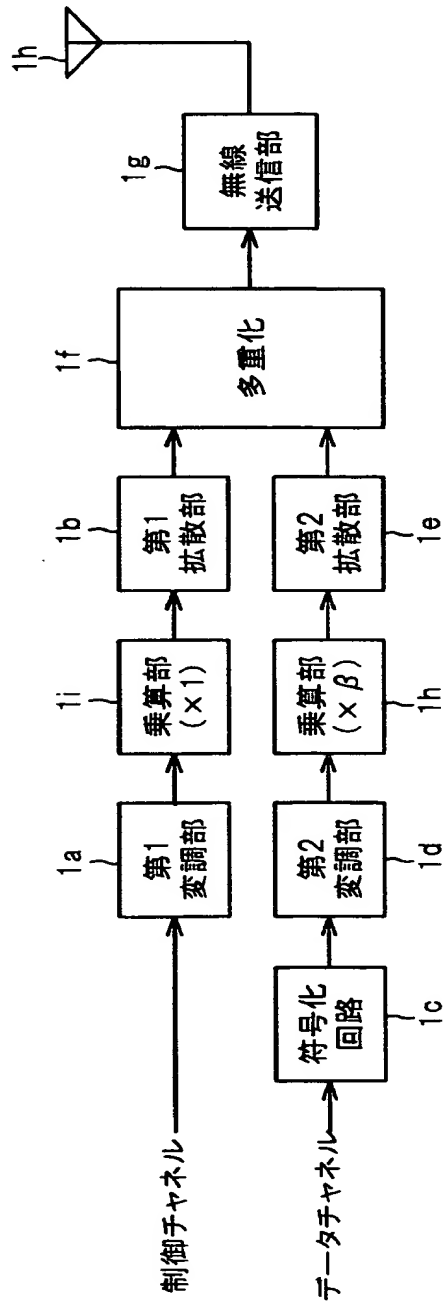 制御チャネル
1a
第1
変調部
1i
乗算部
(×1)
1b
第1
拡散部
1f
多重化
1g
無線
送信部
1h
データチャネル
符号化
回路
1c
第2
変調部
1d
乗算部
(×β)
1h
第2
拡散部
1e